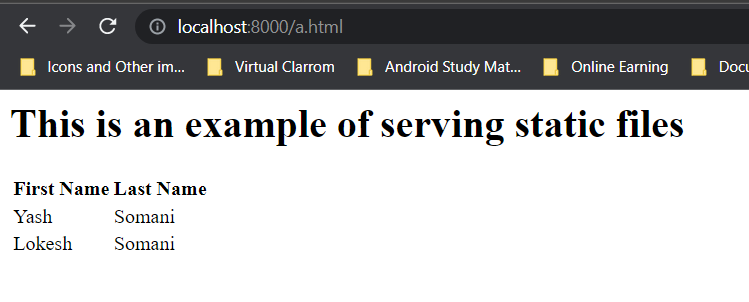 localhost:8000/a.html
Icons and Other im... Virtual Clarrom Android Study Mat... Online Earning Docu
This is an example of serving static files
First Name Last Name
Yash Somani
Lokesh Somani